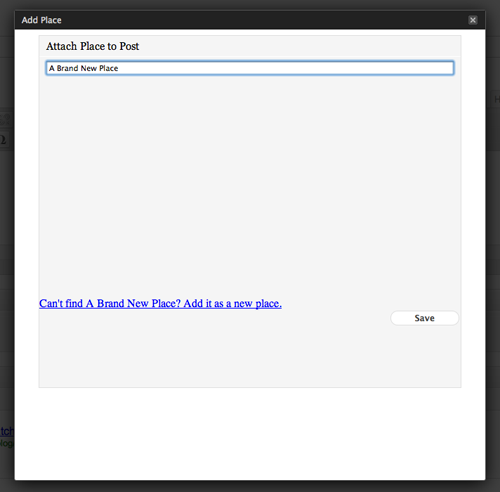 Add Place
Attach Place to Post
A Brand New Place
Can't find A Brand New Place? Add it as a new place.
Save